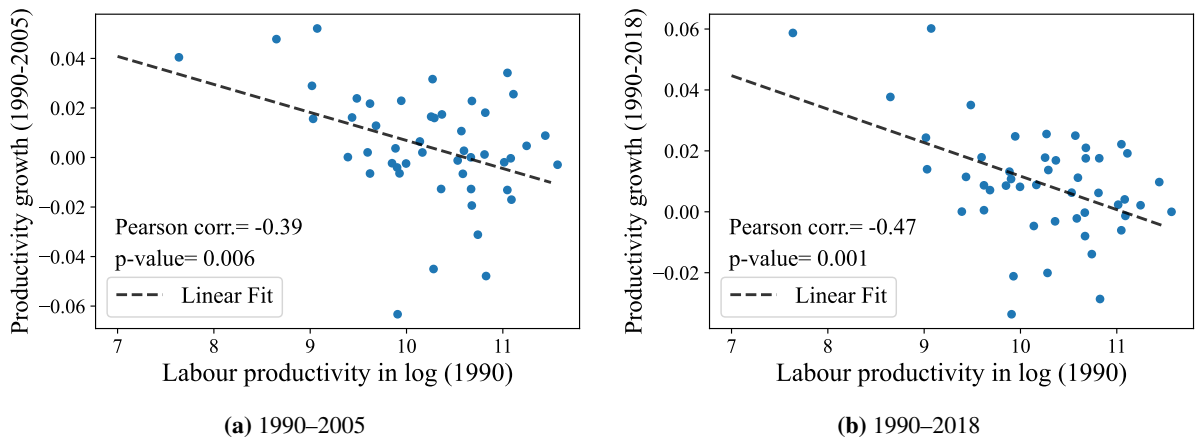 Productivity growth (1990-2005)
0.04
0.02
0.00
−0.02
−0.04
−0.06
Pearson corr.= -0.39
p-value= 0.006
Linear Fit
7 8 9 10 11
Labour productivity in log (1990)
(a) 1990–2005
Productivity growth (1990-2018)
0.06
0.04
0.02
0.00
−0.02
Pearson corr.= -0.47
p-value= 0.001
Linear Fit
7 8 9 10 11
Labour productivity in log (1990)
(b) 1990–2018